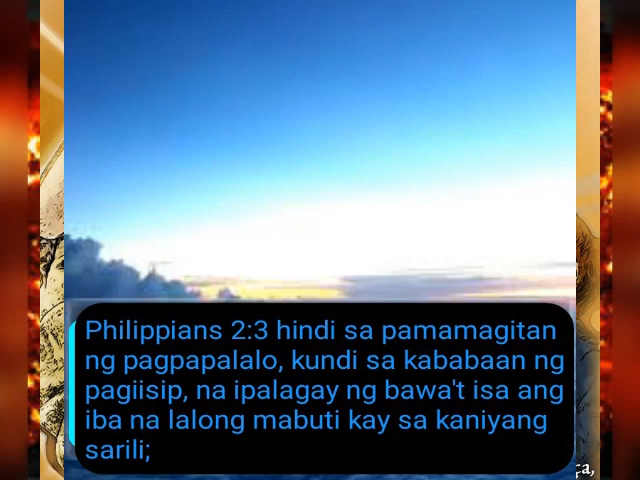 Philippians 2:3 hindi sa pamamagitan
ng pagpapalalo, kundi sa kababaan ng
pagiisip, na ipalagay ng bawa't isa ang
iba na lalong mabuti kay sa kaniyang
sarili;
ça,